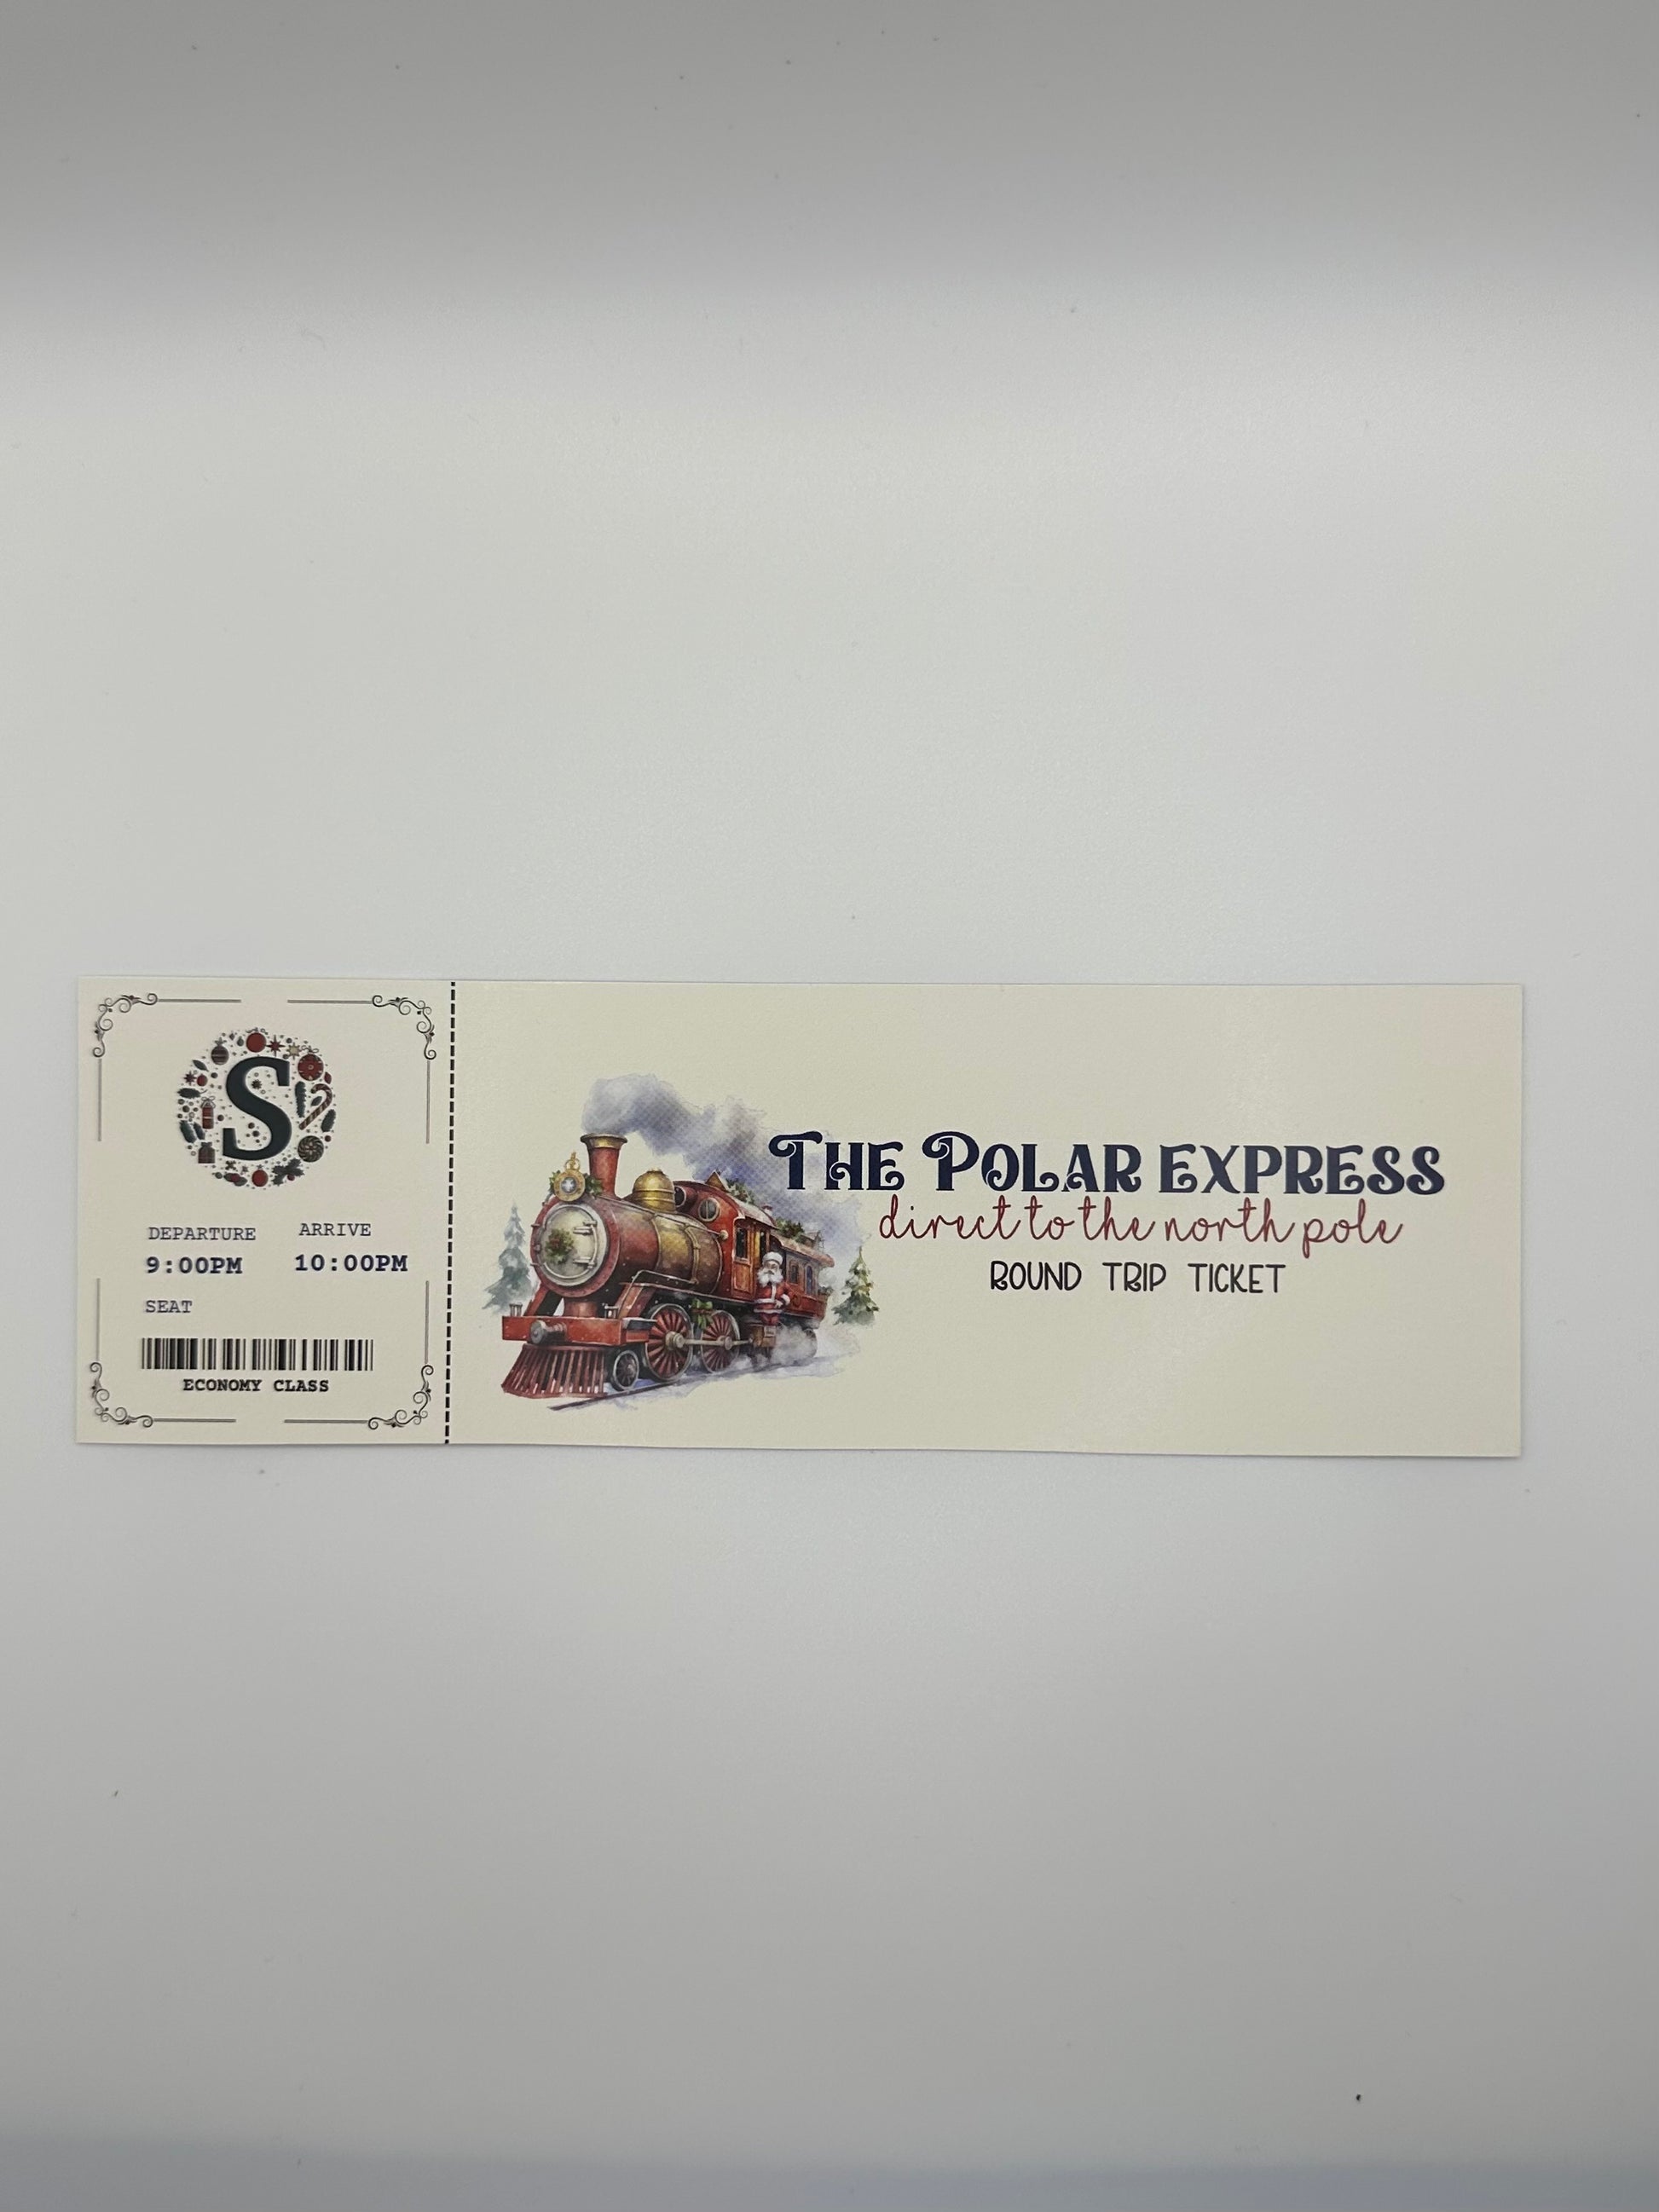 S
DEPARTURE ARRIVE
9:00PM 10:00PM
SEAT
ECONOMY CLASS
THE POLAR EXPRESS
direct to the north pole
ROUND TRIP TICKET